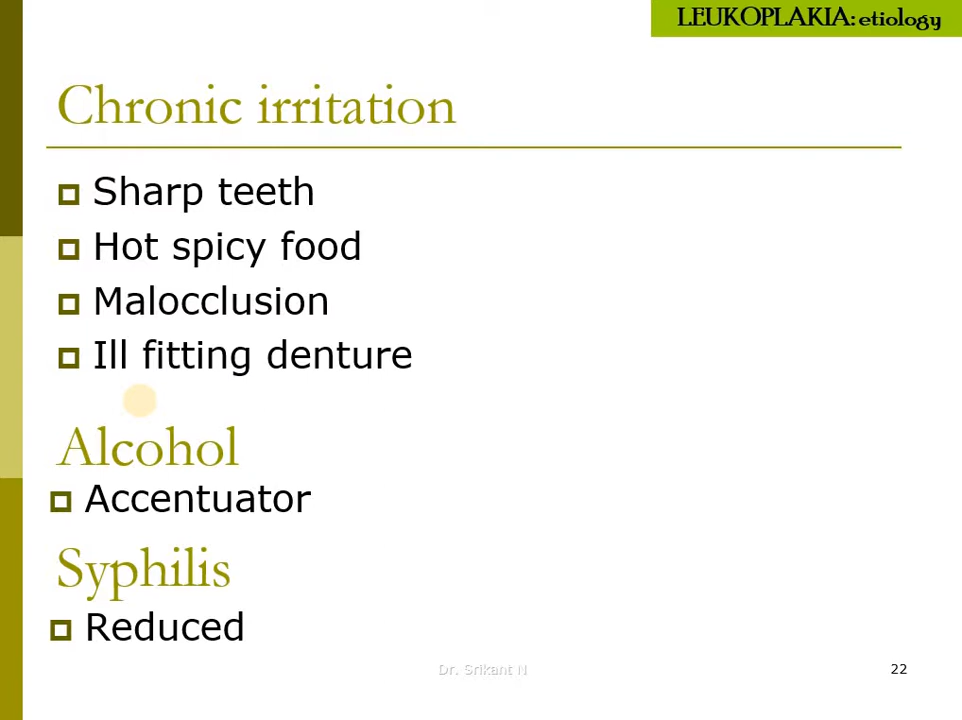 LEUKOPLAKIA: etiology
Chronic irritation
Sharp teeth
Hot spicy food
Malocclusion
Ill fitting denture
Alcohol
Accentuator
Syphilis
Reduced
Dr. Srikant N
22